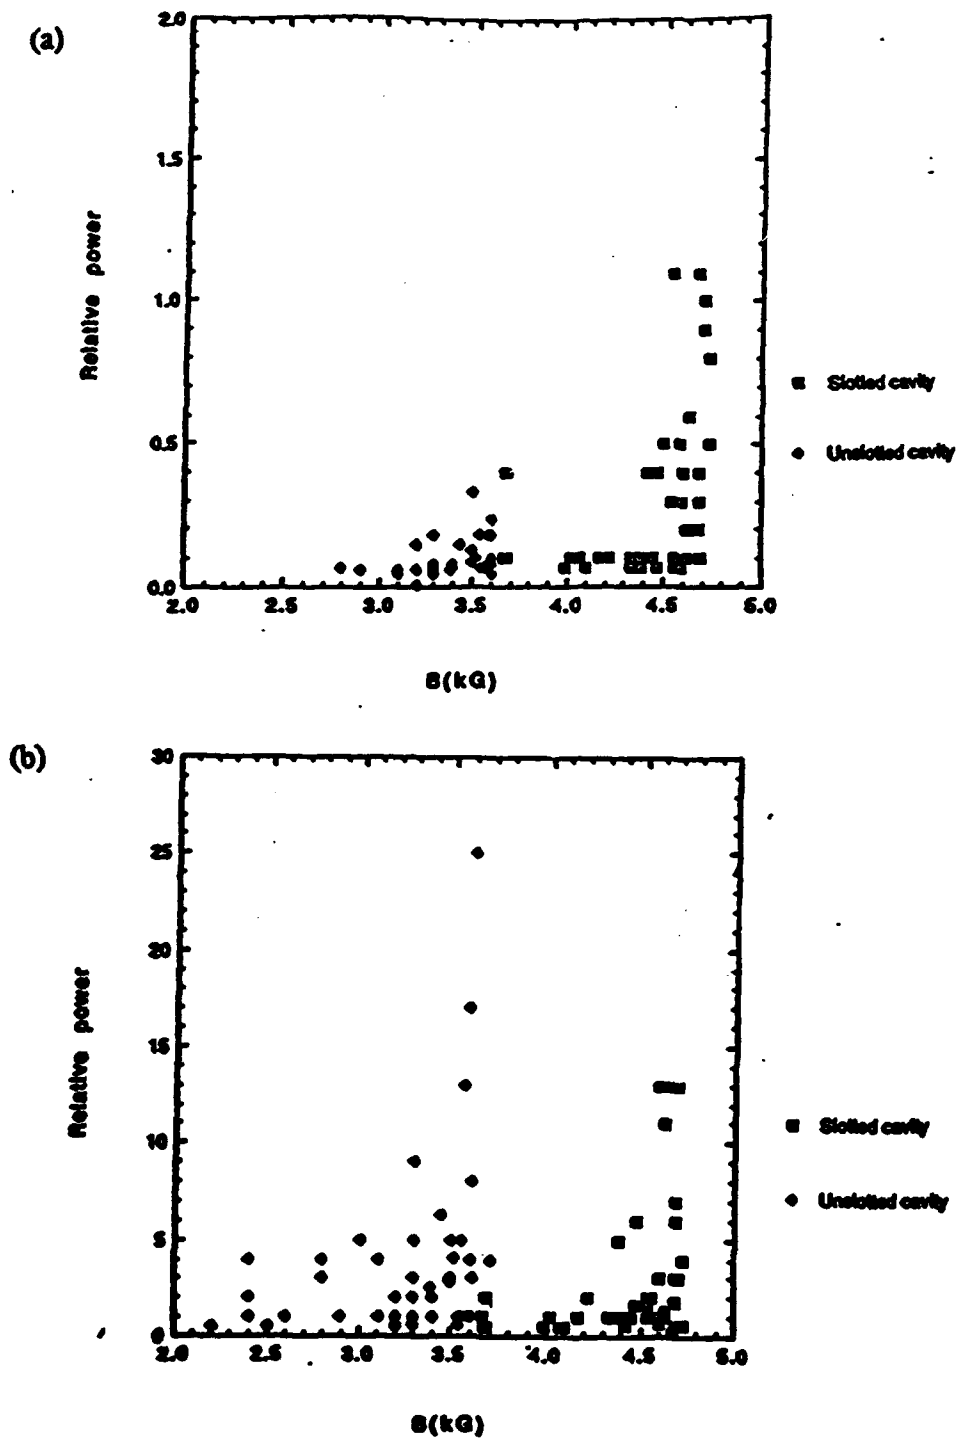 (a)
2.0
1.5
1.0
0.5
0.0
Relative power
2.0 2.5 3.0 3.5 4.0 4.5 5.0
B(kG)
Slotted cavity
Unslotted cavity
(b)
30
25
20
15
10
5
0
Relative power
2.0 2.5 3.0 3.5 4.0 4.5 5.0
B(kG)
Slotted cavity
Unslotted cavity